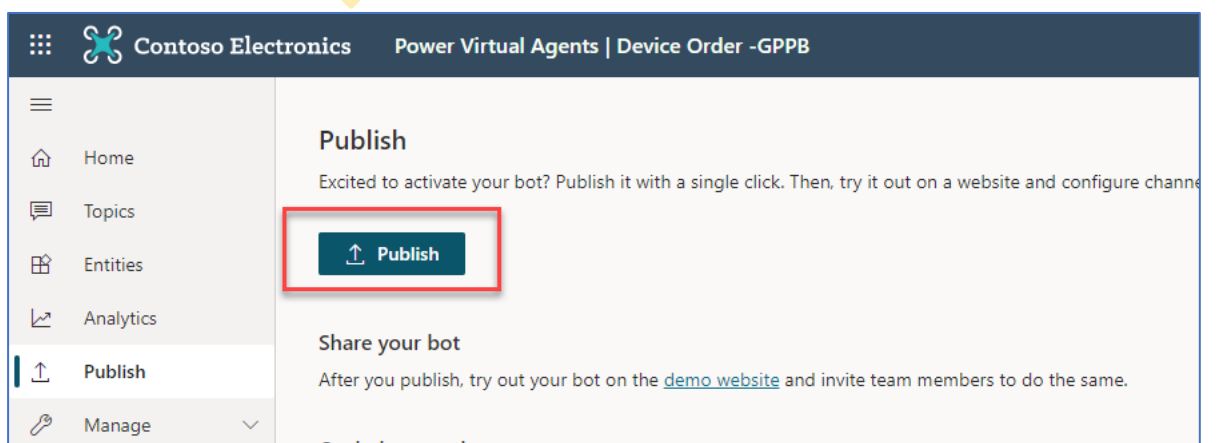 Contoso Electronics Power Virtual Agents | Device Order -GPPB
Home
Topics
Entities
Analytics
Publish
Manage
Publish
Excited to activate your bot? Publish it with a single click. Then, try it out on a website and configure
Publish
Share your bot
After you publish, try out your bot on the demo website and invite team members to do the same.